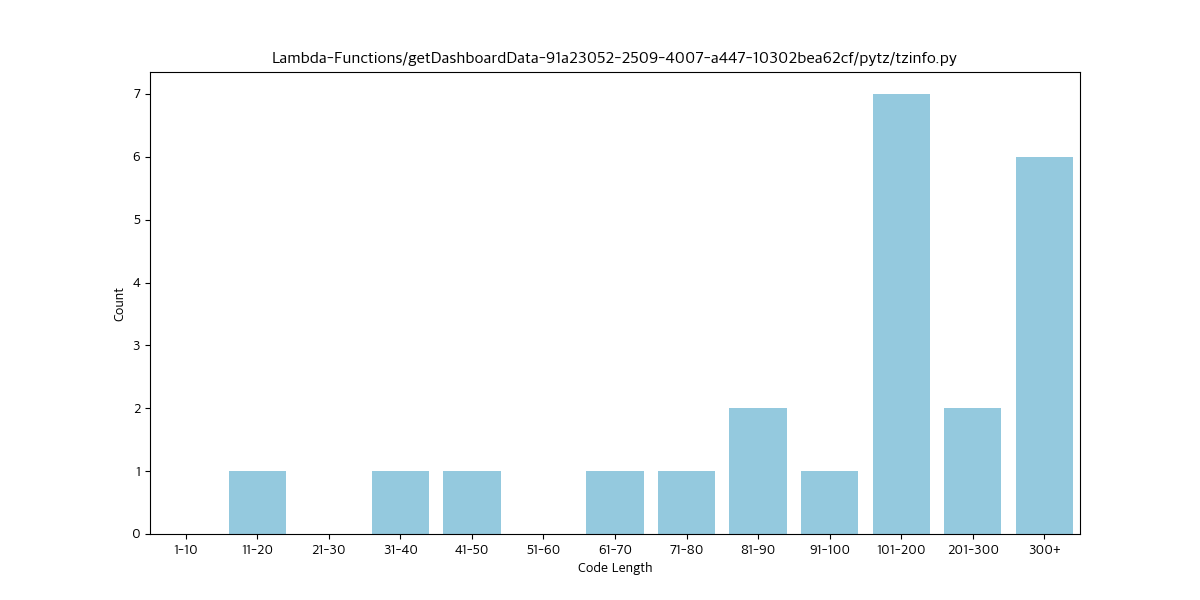 Lambda-Functions/getDashboardData-91a23052-2509-4007-a447-10302bea62cf/pytz/tzinfo.py
7
6
5
4
3
2
1
0
Count
1-10 11-20 21-30 31-40 41-50 51-60 61-70 71-80 81-90 91-100 101-200 201-300 300+
Code Length